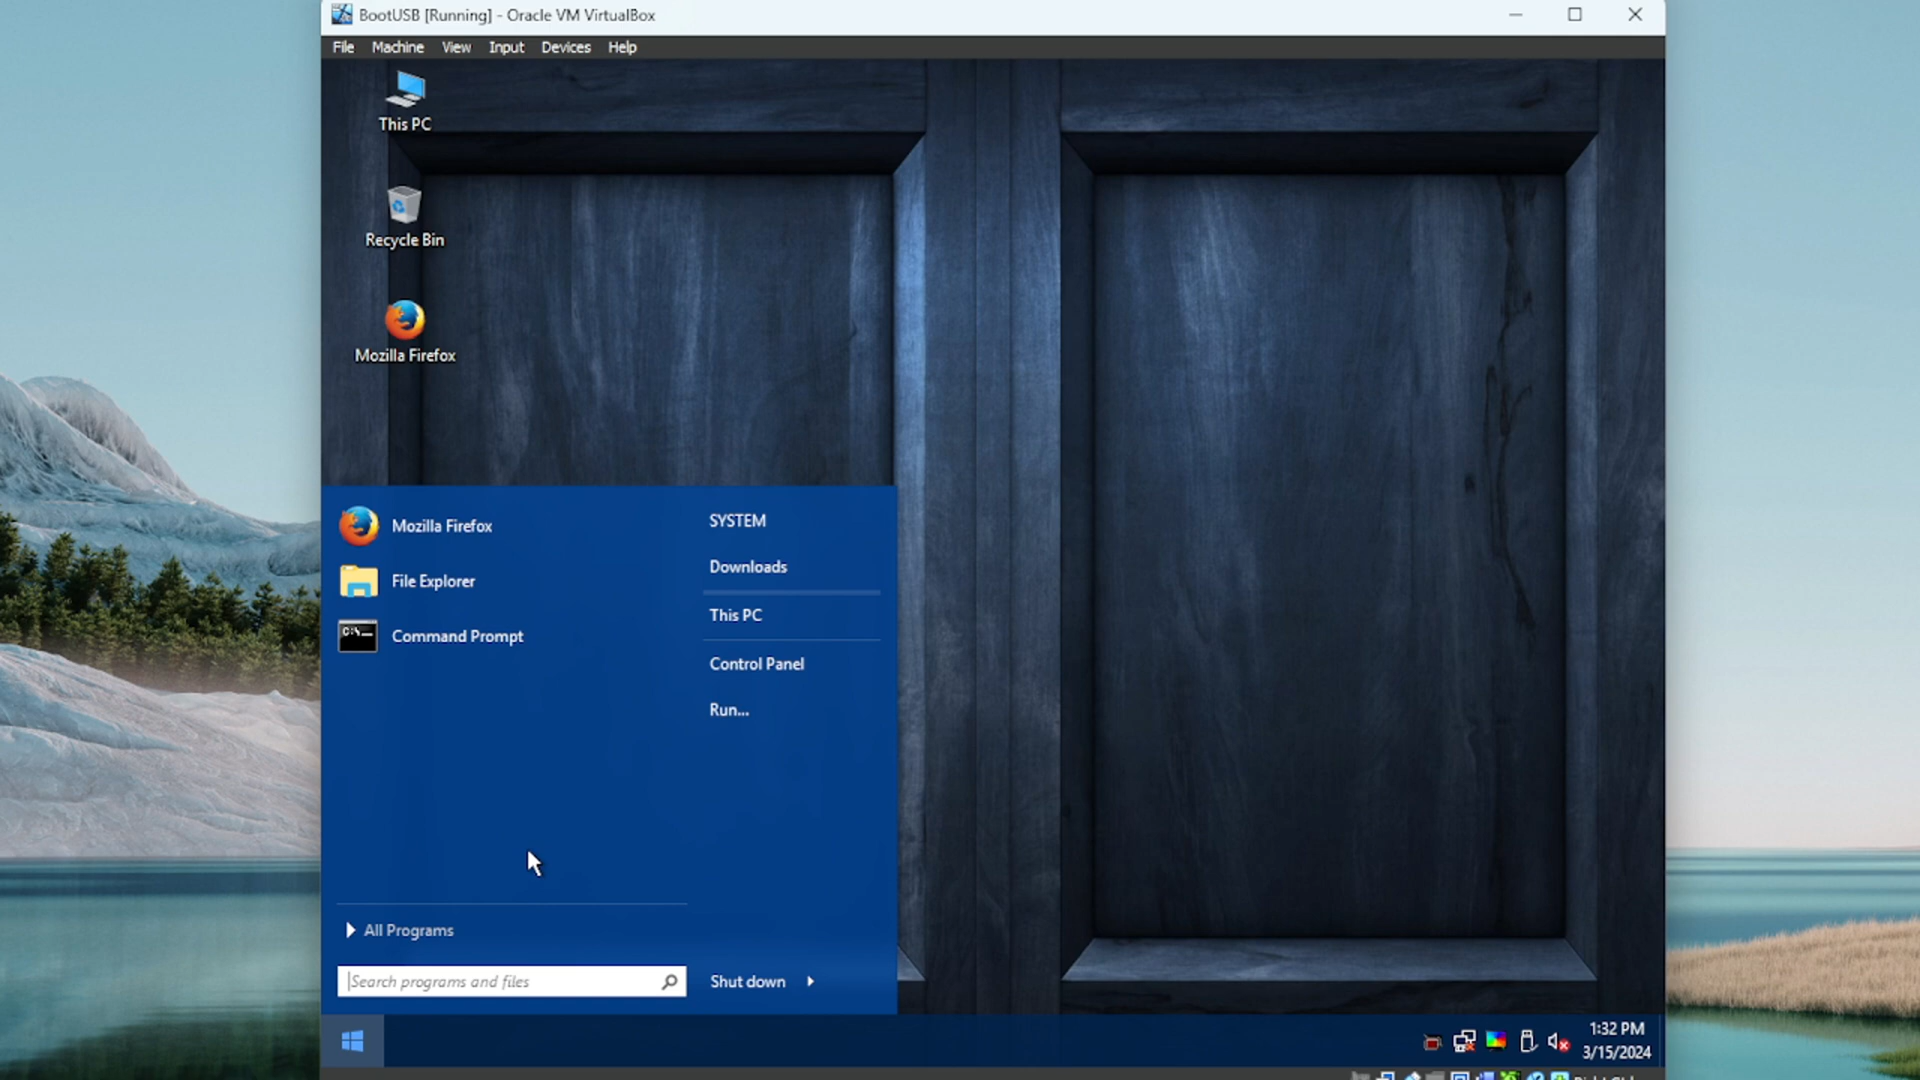 BootUSB [Running] - Oracle VM VirtualBox
File Machine View Input Devices Help
This PC
Recycle Bin
Mozilla Firefox
Mozilla Firefox
File Explorer
C:\
Command Prompt
SYSTEM
Downloads
This PC
Control Panel
Run...
All Programs
Search programs and files
Shut down
1:32 PM
3/15/2024